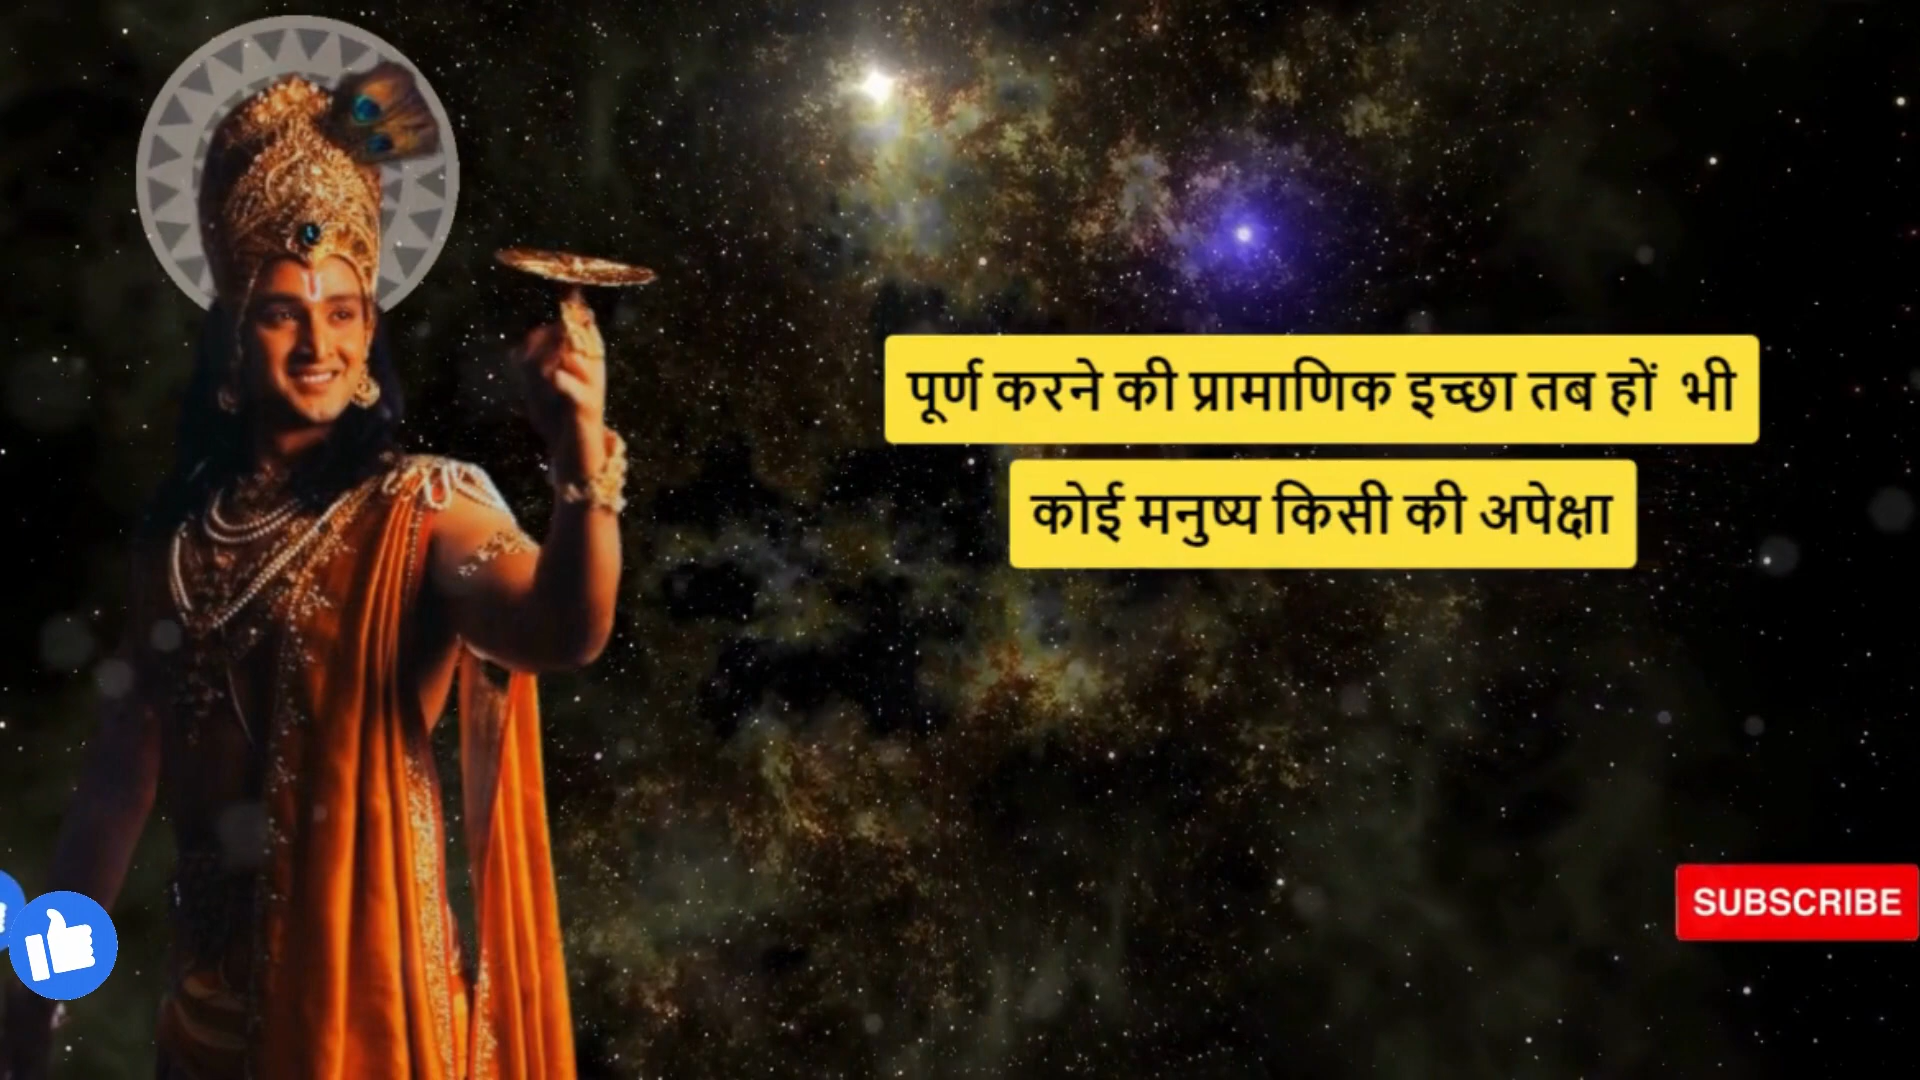 पूर्ण करने की प्रामाणिक इच्छा तब हों  भी
कोई मनुष्य किसी की अपेक्षा
SUBSCRIBE